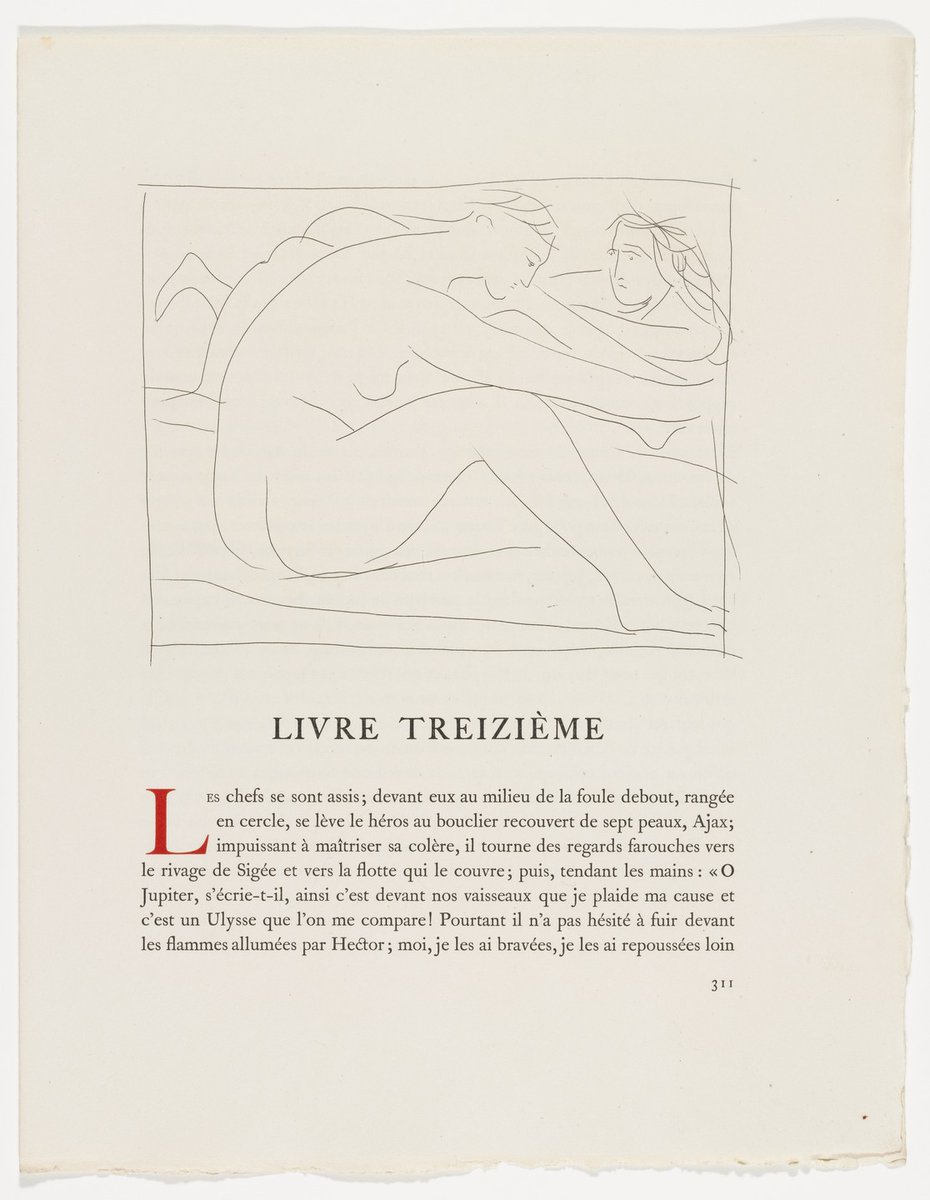 LIVRE TREIZIÈME
LES chefs se sont assis; devant eux au milieu de la foule debout, rangée
en cercle, se lève le héros au bouclier recouvert de sept peaux, Ajax;
impuissant à maîtriser sa colère, il tourne des regards farouches vers
le rivage de Sigée et vers la flotte qui le couvre; puis, tendant les mains : «O
Jupiter, s'écrie-t-il, ainsi c'est devant nos vaisseaux que je plaide ma cause et
c'est un Ulysse que l'on me compare! Pourtant il n'a pas hésité à fuir devant
les flammes allumées par Hector; moi, je les ai bravées, je les ai repoussées loin
311